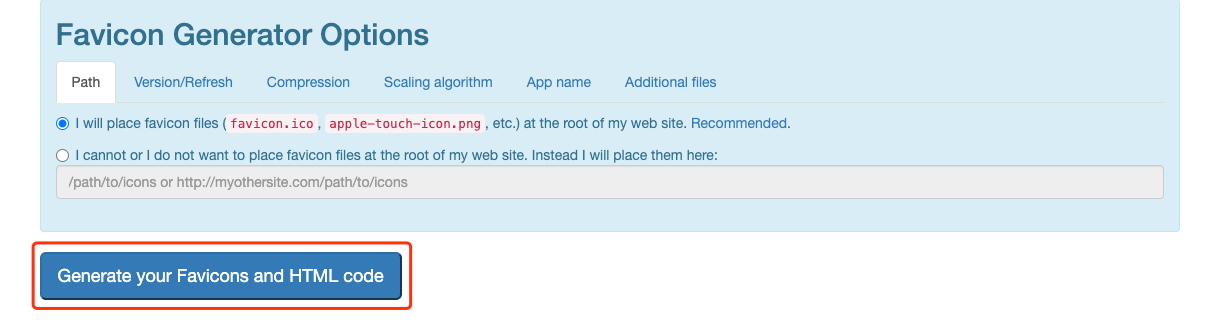 Favicon Generator Options
Path Version/Refresh Compression Scaling algorithm App name Additional files
I will place favicon files ( favicon.ico, apple-touch-icon.png, etc.) at the root of my web site. Recommended.
I cannot or I do not want to place favicon files at the root of my web site. Instead I will place them here:
/path/to/icons or http://myothersite.com/path/to/icons
Generate your Favicons and HTML code